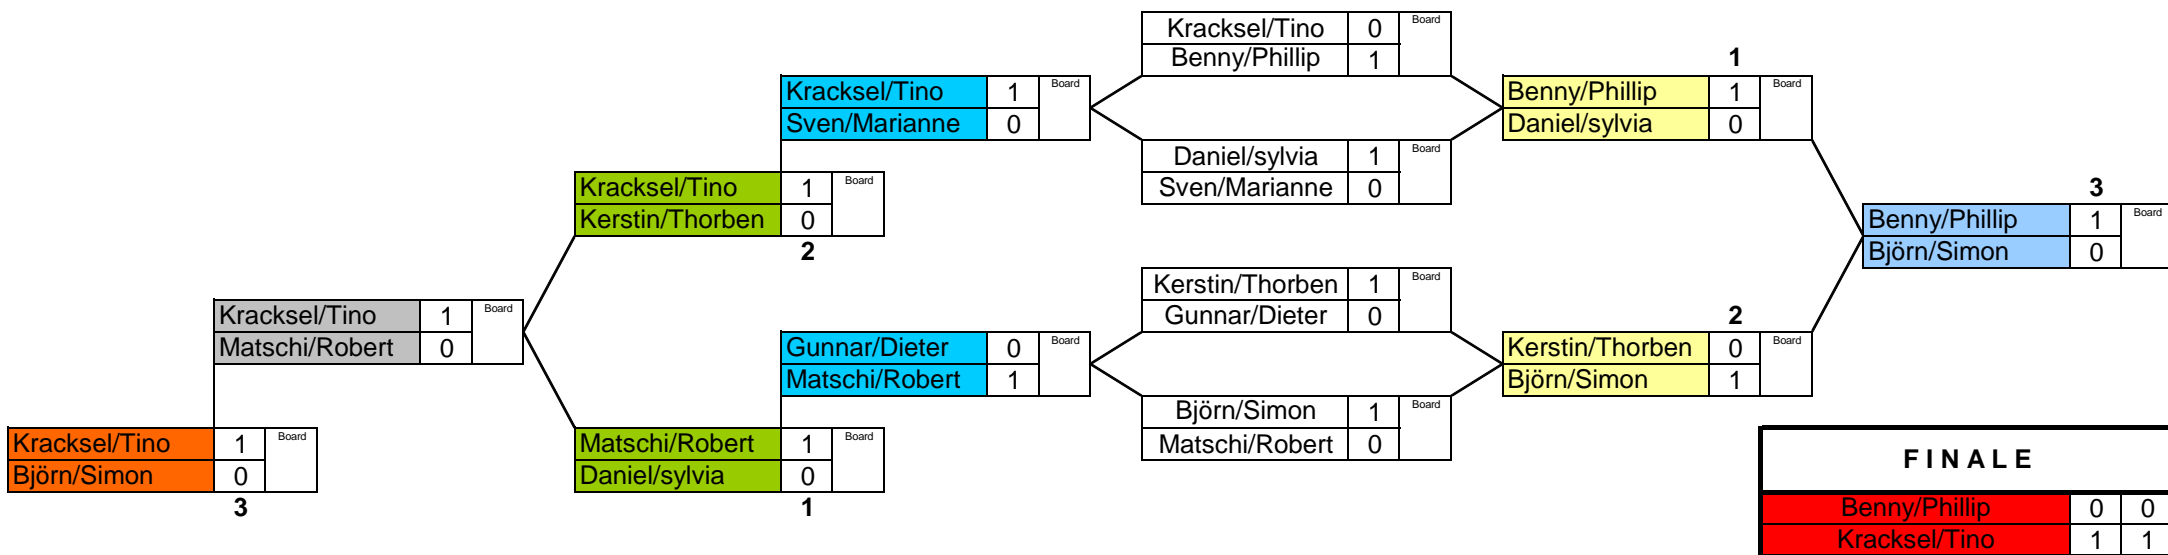 Kracksel/Tino 0 Board
Benny/Phillip 1
1
Kracksel/Tino 1 Board
Sven/Marianne 0
Benny/Phillip 1 Board
Daniel/sylvia 0
Daniel/sylvia 1 Board
Sven/Marianne 0
Kracksel/Tino 1 Board
Kerstin/Thorben 0
2
3
Benny/Phillip 1 Board
Björn/Simon 0
Kerstin/Thorben 1 Board
Gunnar/Dieter 0
Kracksel/Tino 1 Board
Matschi/Robert 0
2
Gunnar/Dieter 0 Board
Matschi/Robert 1
Kerstin/Thorben 0 Board
Björn/Simon 1
Björn/Simon 1 Board
Matschi/Robert 0
Kracksel/Tino 1 Board
Björn/Simon 0
3
Matschi/Robert 1 Board
Daniel/sylvia 0
1
FINALE
Benny/Phillip 0 0
Kracksel/Tino 1 1